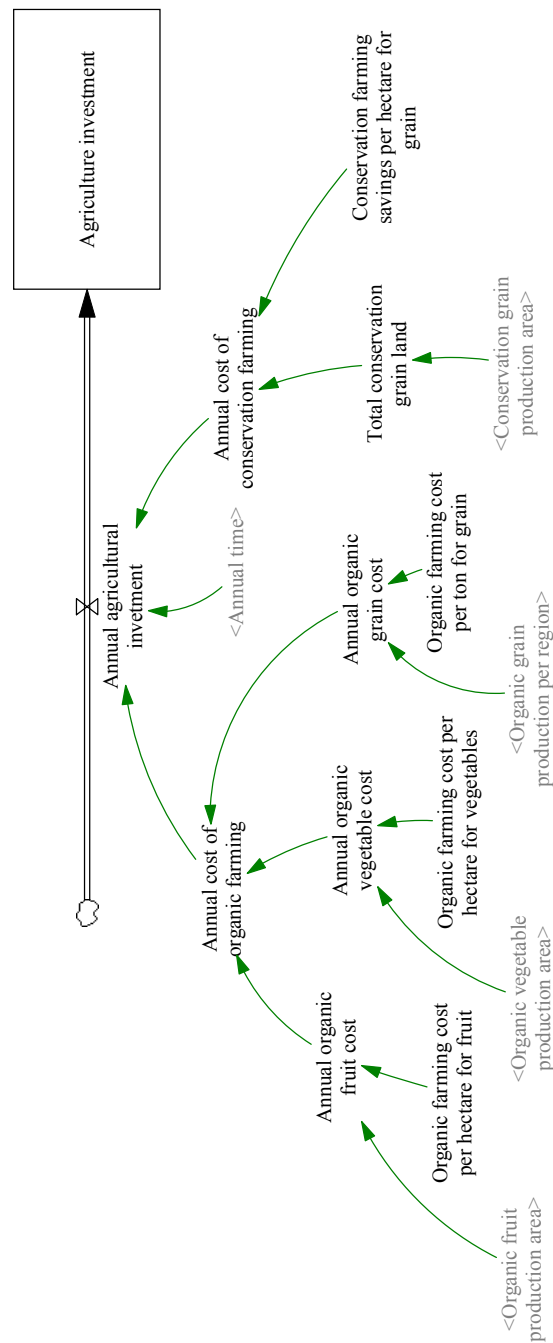 Agriculture investment
Annual agricultural
invetment
<Annual time>
Annual cost of
organic farming
Annual cost of
conservation farming
Annual organic
fruit cost
Annual organic
vegetable cost
Annual organic
grain cost
Total conservation
grain land
Conservation farming
savings per hectare for
grain
Organic farming cost
per hectare for fruit
Organic farming cost per
hectare for vegetables
Organic farming cost
per ton for grain
<Organic fruit
production area>
<Organic vegetable
production area>
<Organic grain
production per region>
<Conservation grain
production area>